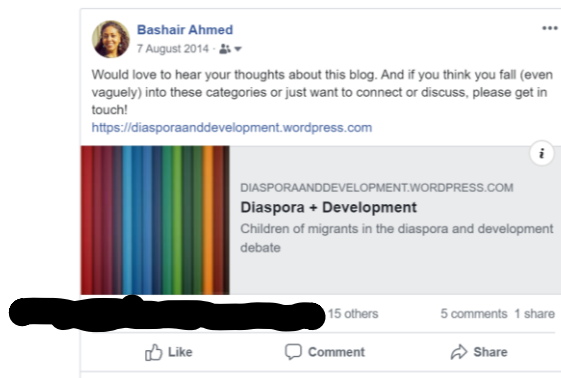 Bashair Ahmed
7 August 2014 ·
Would love to hear your thoughts about this blog. And if you think you fall (even
vaguely) into these categories or just want to connect or discuss, please get in
touch!
https://diasporaanddevelopment.wordpress.com
i
DIASPORAANDDEVELOPMENT.WORDPRESS.COM
Diaspora + Development
Children of migrants in the diaspora and development
debate
15 others 5 comments 1 share
Like Comment Share